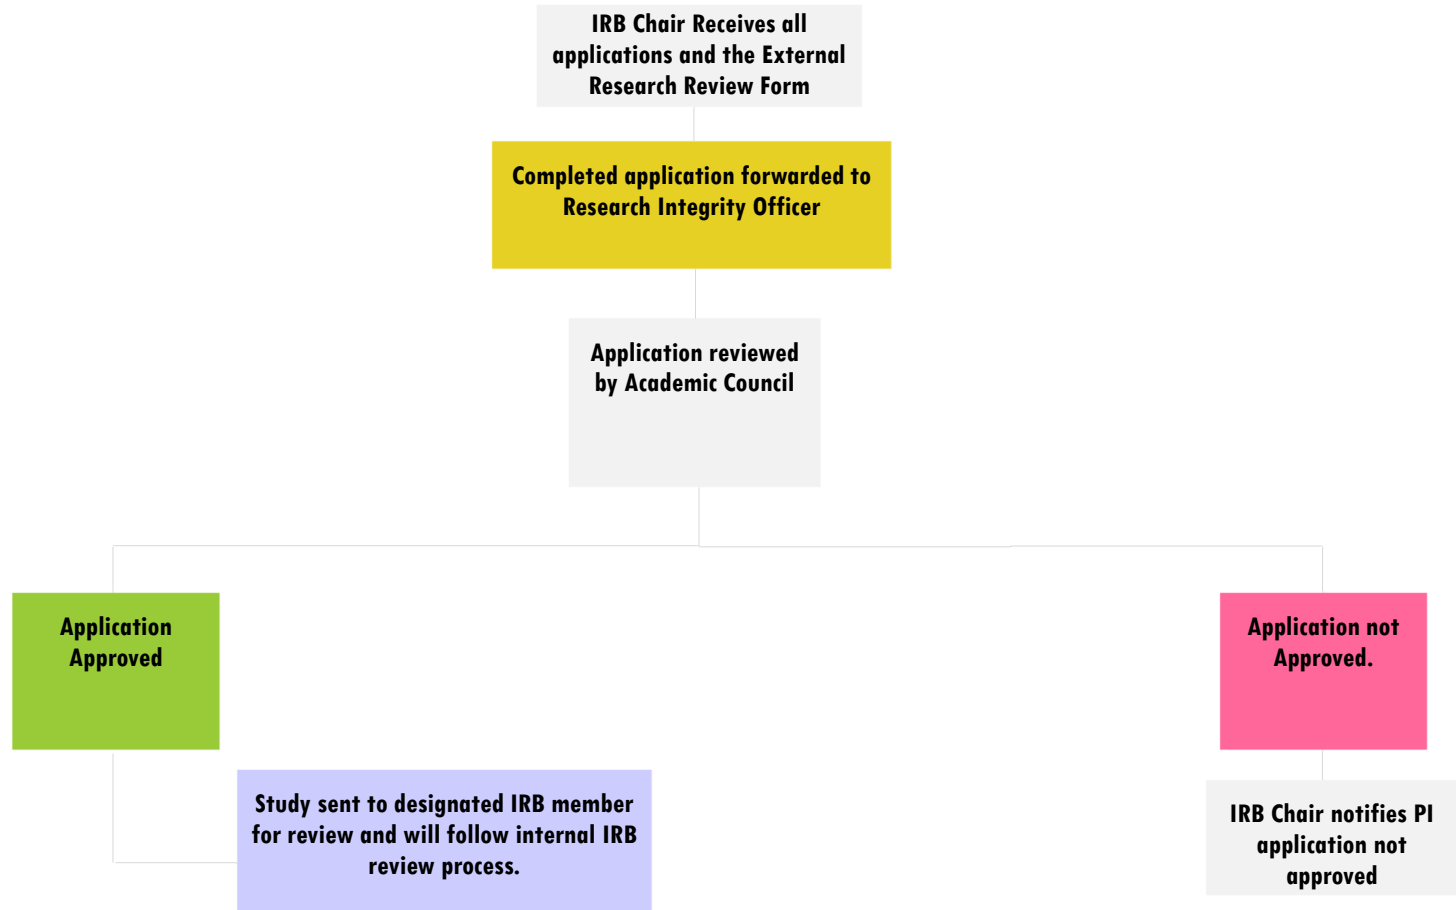 IRB Chair Receives all
applications and the External
Research Review Form
Completed application forwarded to
Research Integrity Officer
Application reviewed
by Academic Council
Application
Approved
Application not
Approved.
Study sent to designated IRB member
for review and will follow internal IRB
review process.
IRB Chair notifies PI
application not
approved